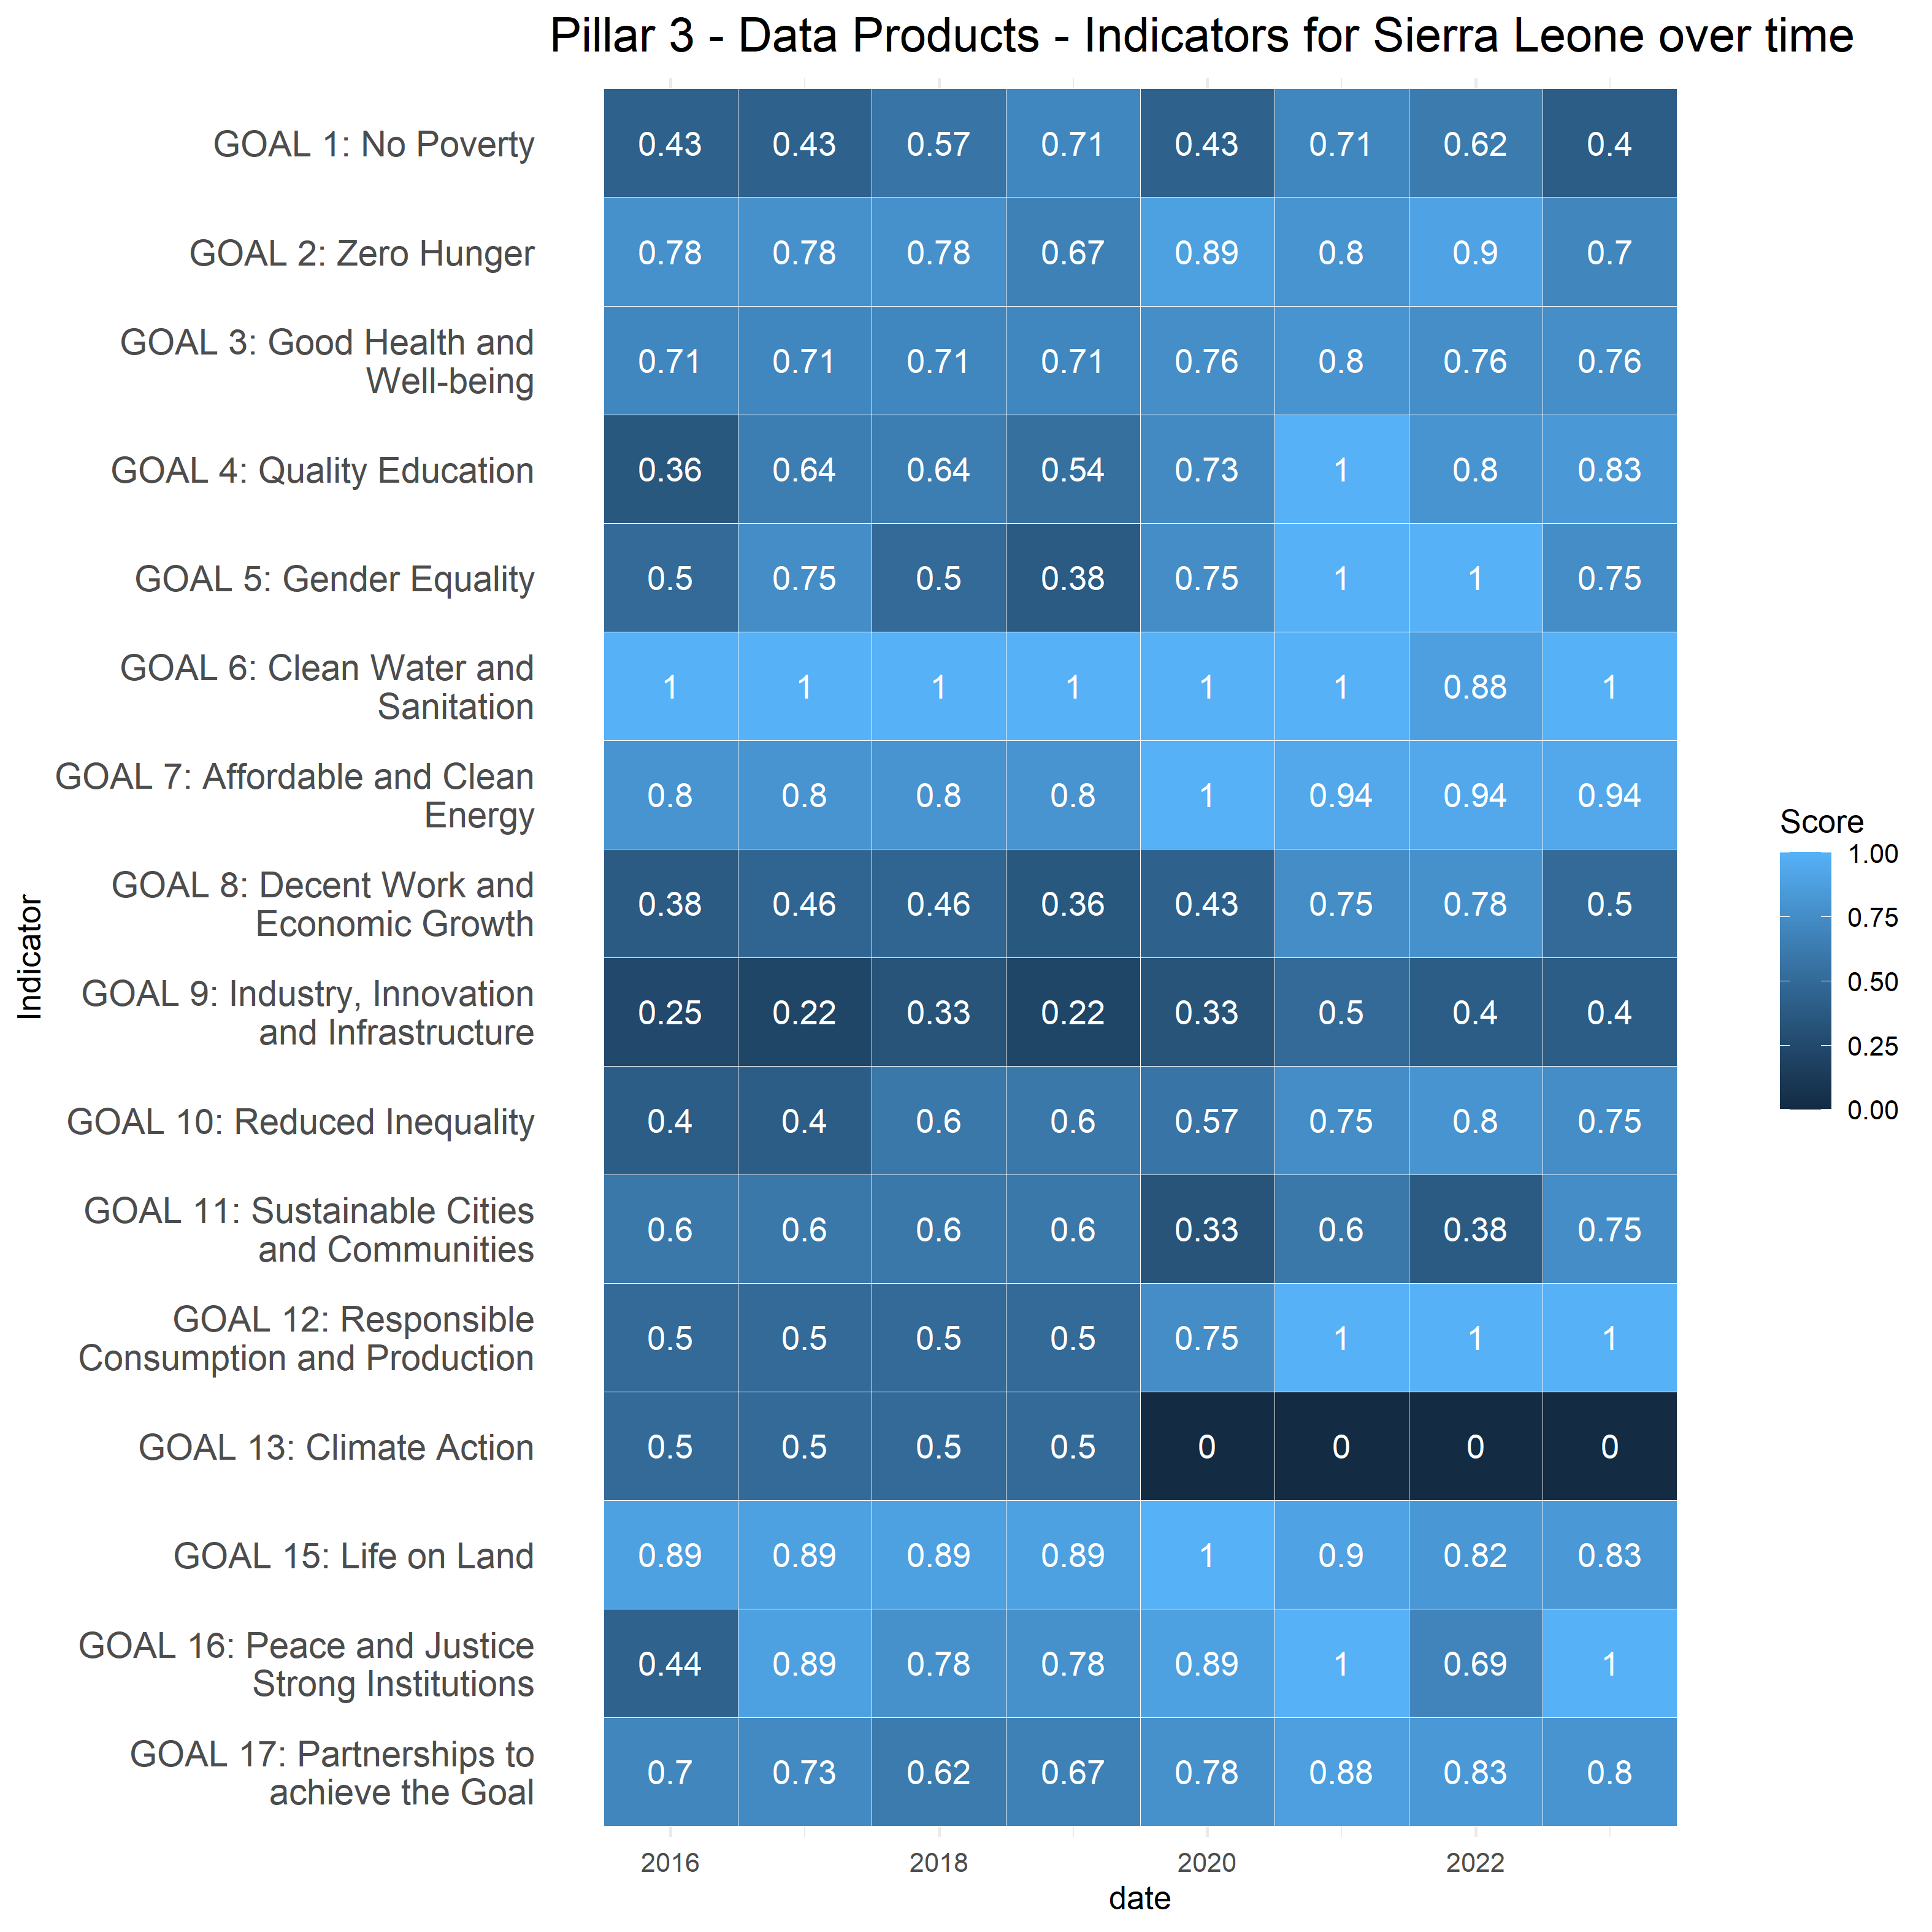 Pillar 3 - Data Products - Indicators for Sierra Leone over time
GOAL 1: No Poverty
0.43 0.43 0.57 0.71 0.43 0.71 0.62 0.4
GOAL 2: Zero Hunger
0.78 0.78 0.78 0.67 0.89 0.8 0.9 0.7
GOAL 3: Good Health and
Well-being
0.71 0.71 0.71 0.71 0.76 0.8 0.76 0.76
GOAL 4: Quality Education
0.36 0.64 0.64 0.54 0.73 1 0.8 0.83
GOAL 5: Gender Equality
0.5 0.75 0.5 0.38 0.75 1 1 0.75
GOAL 6: Clean Water and
Sanitation
1 1 1 1 1 1 0.88 1
GOAL 7: Affordable and Clean
Energy
0.8 0.8 0.8 0.8 1 0.94 0.94 0.94
GOAL 8: Decent Work and
Economic Growth
0.38 0.46 0.46 0.36 0.43 0.75 0.78 0.5
GOAL 9: Industry, Innovation
and Infrastructure
0.25 0.22 0.33 0.22 0.33 0.5 0.4 0.4
GOAL 10: Reduced Inequality
0.4 0.4 0.6 0.6 0.57 0.75 0.8 0.75
GOAL 11: Sustainable Cities
and Communities
0.6 0.6 0.6 0.6 0.33 0.6 0.38 0.75
GOAL 12: Responsible
Consumption and Production
0.5 0.5 0.5 0.5 0.75 1 1 1
GOAL 13: Climate Action
0.5 0.5 0.5 0.5 0 0 0 0
GOAL 15: Life on Land
0.89 0.89 0.89 0.89 1 0.9 0.82 0.83
GOAL 16: Peace and Justice
Strong Institutions
0.44 0.89 0.78 0.78 0.89 1 0.69 1
GOAL 17: Partnerships to
achieve the Goal
0.7 0.73 0.62 0.67 0.78 0.88 0.83 0.8
2016 2018 2020 2022
date
Indicator
Score
1.00
0.75
0.50
0.25
0.00